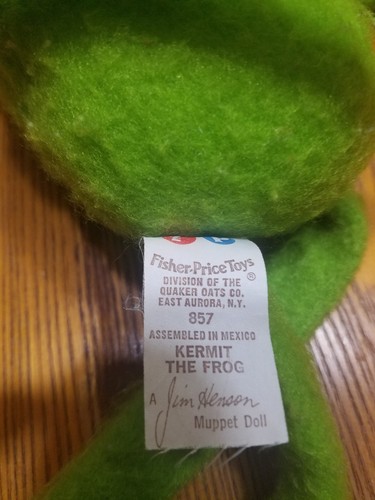 Fisher-Price Toys®
DIVISION OF THE
QUAKER OATS CO.
EAST AURORA, N.Y.
857
ASSEMBLED IN MEXICO
KERMIT
THE FROG
A Jim Henson
Muppet Doll